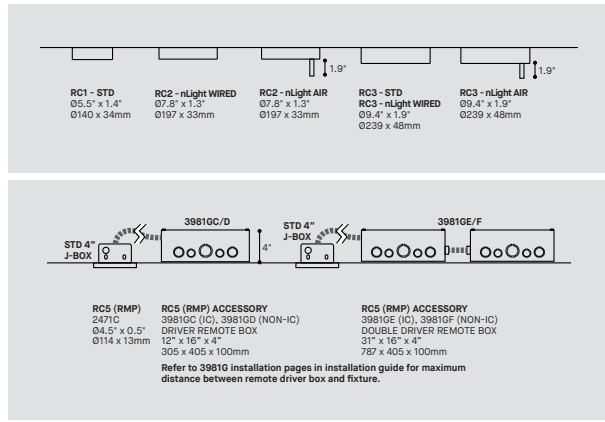 1.9"
1.9"
RC1 - STD
Ø5.5" x 1.4"
Ø140 x 34mm
RC2 - nLight WIRED
Ø7.8" x 1.3"
Ø197 x 33mm
RC2 - nLight AIR
Ø7.8" x 1.3"
Ø197 x 33mm
RC3 - STD
RC3 - nLight WIRED
Ø9.4" x 1.9"
Ø239 x 48mm
RC3 - nLight AIR
Ø9.4" x 1.9"
Ø239 x 48mm
STD 4”
J-BOX
3981GC/D
4"
STD 4”
J-BOX
3981GE/F
RC5 (RMP)
2471C
Ø4.5" x 0.5"
Ø114 x 13mm
RC5 (RMP) ACCESSORY
3981GC (IC), 3981GD (NON-IC)
DRIVER REMOTE BOX
12” x 16” x 4”
305 x 405 x 100mm
Refer to 3981G installation pages in installation guide for maximum
distance between remote driver box and fixture.
RC5 (RMP) ACCESSORY
3981GE (IC), 3981GF (NON-IC)
DOUBLE DRIVER REMOTE BOX
31” x 16” x 4”
787 x 405 x 100mm